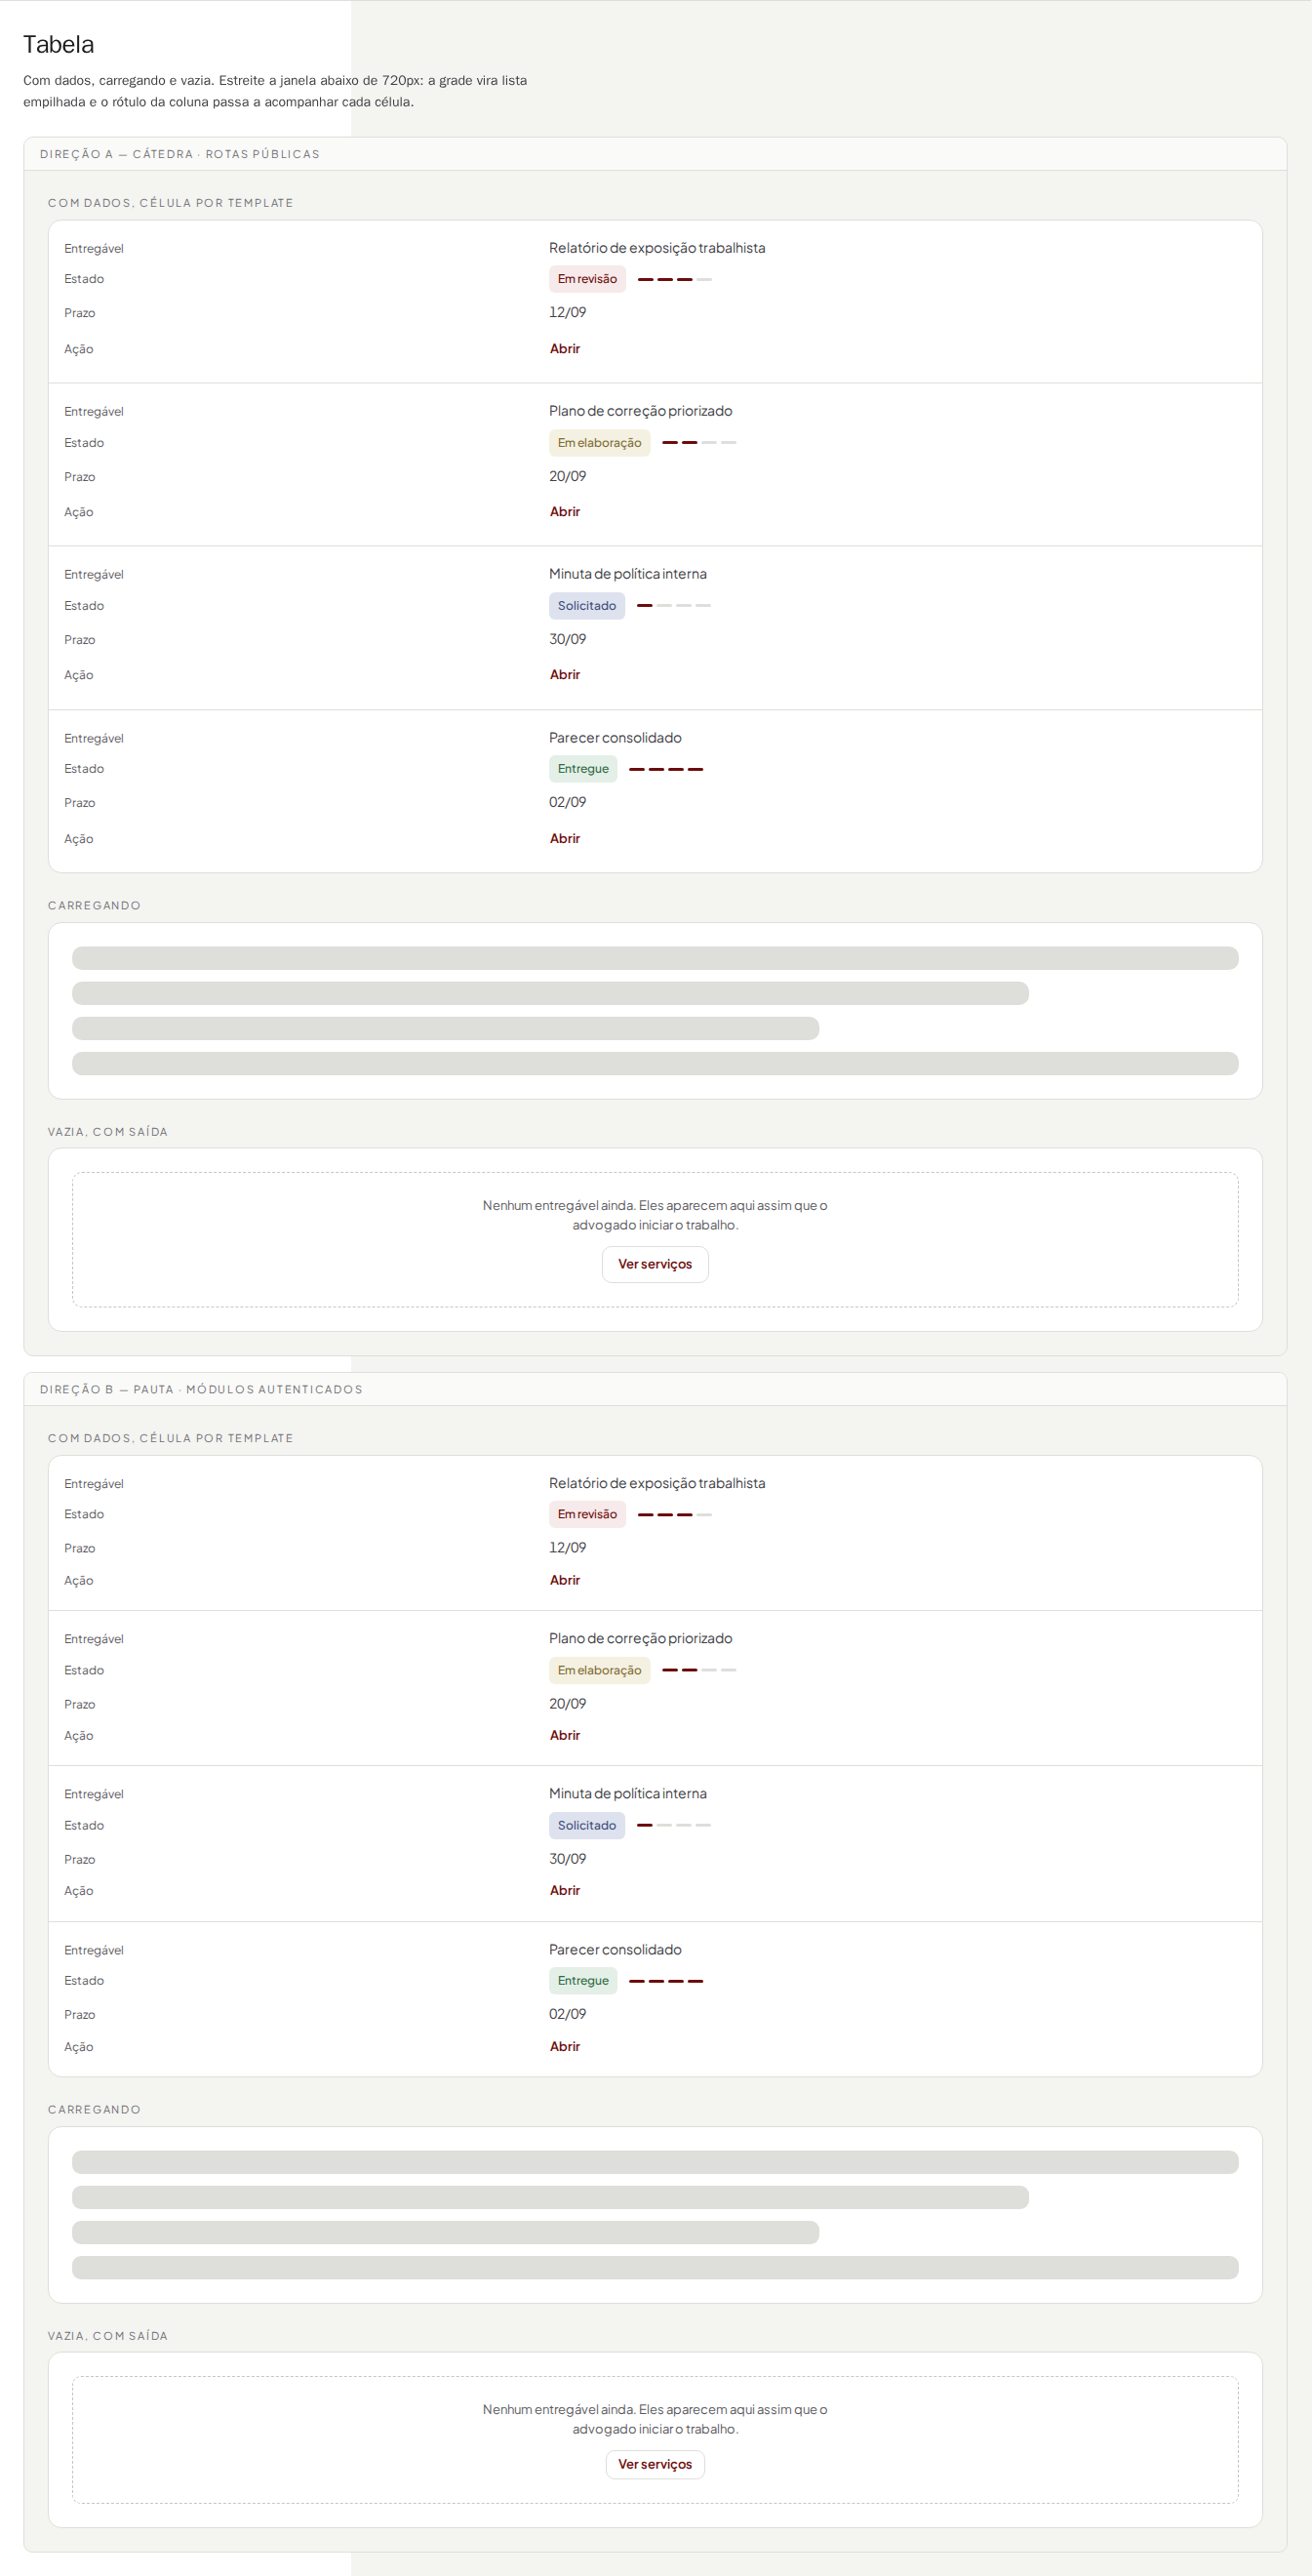 Tabela
Com dados, carregando e vazia. Estreite a janela abaixo de 720px: a grade vira lista
empilhada e o rótulo da coluna passa a acompanhar cada célula.
DIREÇÃO A — CÁTEDRA · ROTAS PÚBLICAS
COM DADOS, CÉLULA POR TEMPLATE
Entregável Relatório de exposição trabalhista
Estado Em revisão
Prazo 12/09
Ação Abrir
Entregável Plano de correção priorizado
Estado Em elaboração
Prazo 20/09
Ação Abrir
Entregável Minuta de política interna
Estado Solicitado
Prazo 30/09
Ação Abrir
Entregável Parecer consolidado
Estado Entregue
Prazo 02/09
Ação Abrir
CARREGANDO
VAZIA, COM SAÍDA
Nenhum entregável ainda. Eles aparecem aqui assim que o
advogado iniciar o trabalho.
Ver serviços
DIREÇÃO B — PAUTA · MÓDULOS AUTENTICADOS
COM DADOS, CÉLULA POR TEMPLATE
Entregável Relatório de exposição trabalhista
Estado Em revisão
Prazo 12/09
Ação Abrir
Entregável Plano de correção priorizado
Estado Em elaboração
Prazo 20/09
Ação Abrir
Entregável Minuta de política interna
Estado Solicitado
Prazo 30/09
Ação Abrir
Entregável Parecer consolidado
Estado Entregue
Prazo 02/09
Ação Abrir
CARREGANDO
VAZIA, COM SAÍDA
Nenhum entregável ainda. Eles aparecem aqui assim que o
advogado iniciar o trabalho.
Ver serviços